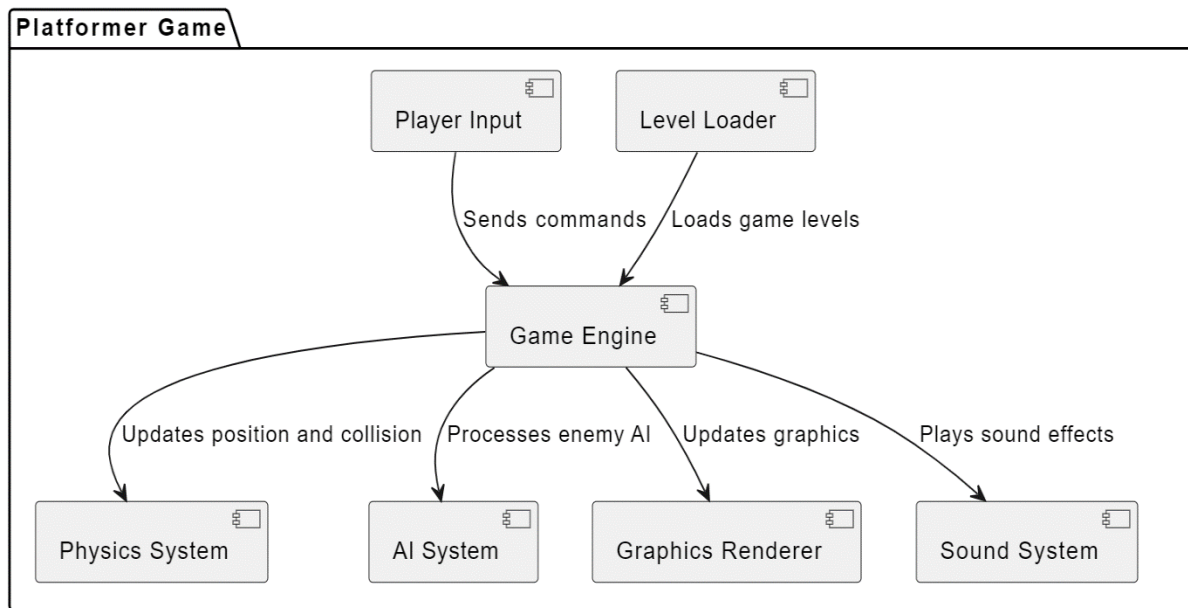 Platformer Game
Player Input
Level Loader
Sends commands
Loads game levels
Game Engine
Updates position and collision
Processes enemy AI
Updates graphics
Plays sound effects
Physics System
AI System
Graphics Renderer
Sound System